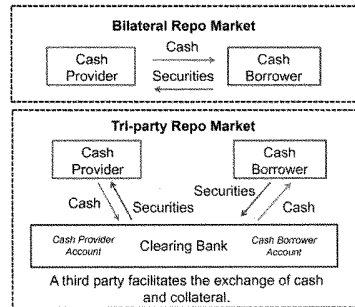 Bilateral Repo Market
Cash
Cash Provider
Securities
Cash Borrower
Tri-party Repo Market
Cash Provider
Cash Borrower
Cash
Securities
Securities
Cash
Cash Provider Account
Clearing Bank
Cash Borrower Account
A third party facilitates the exchange of cash
and collateral.